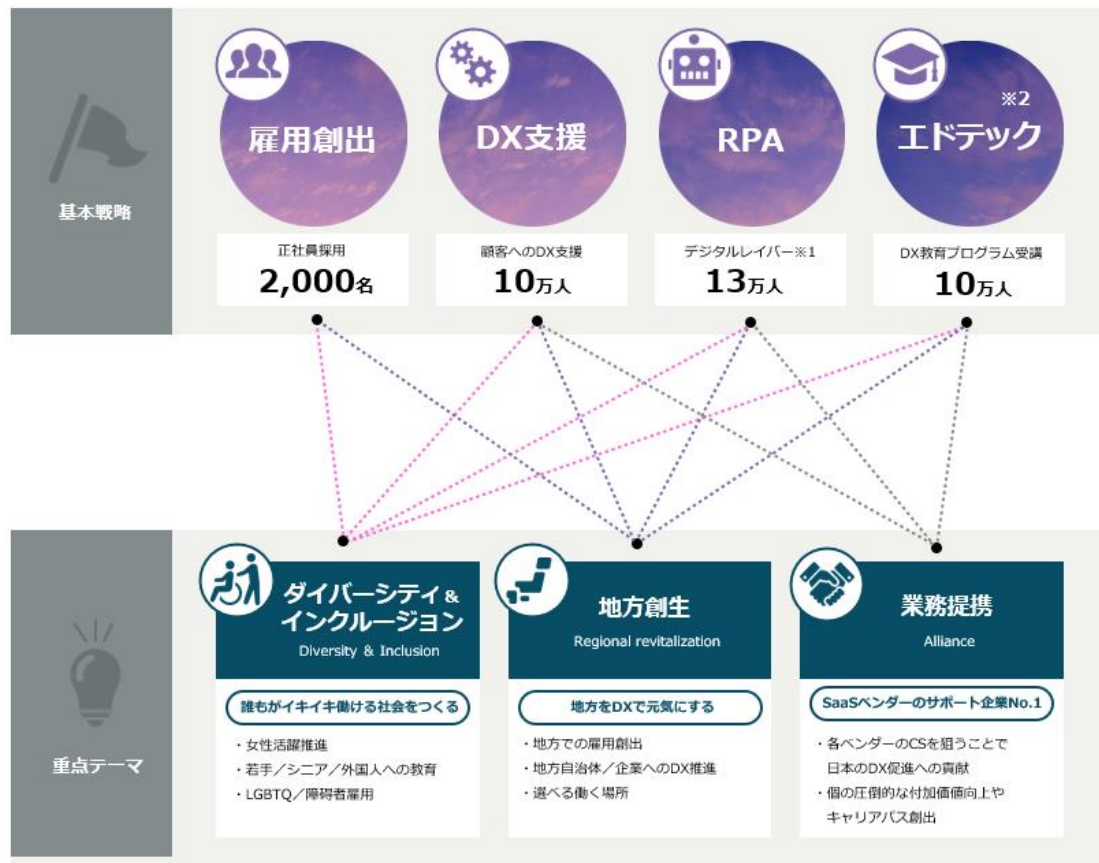 基本戦略
雇用創出
DX支援
RPA
※2
エドテック
正社員採用
2,000名
顧客へのDX支援
10万人
デジタルレイバー※1
13万人
DX教育プログラム受講
10万人
重点テーマ
ダイバーシティ&
インクルージョン
Diversity & Inclusion
誰もがイキイキ働ける社会をつくる
・女性活躍推進
・若手／シニア／外国人への教育
・LGBTQ／障碍者雇用
地方創生
Regional revitalization
地方をDXで元気にする
・地方での雇用創出
・地方自治体／企業へのDX推進
・選べる働く場所
業務提携
Alliance
SaaSベンダーのサポート企業No.1
・各ベンダーのCSを狙うことで
日本のDX促進への貢献
・個の圧倒的な付加価値向上や
キャリアパス創出